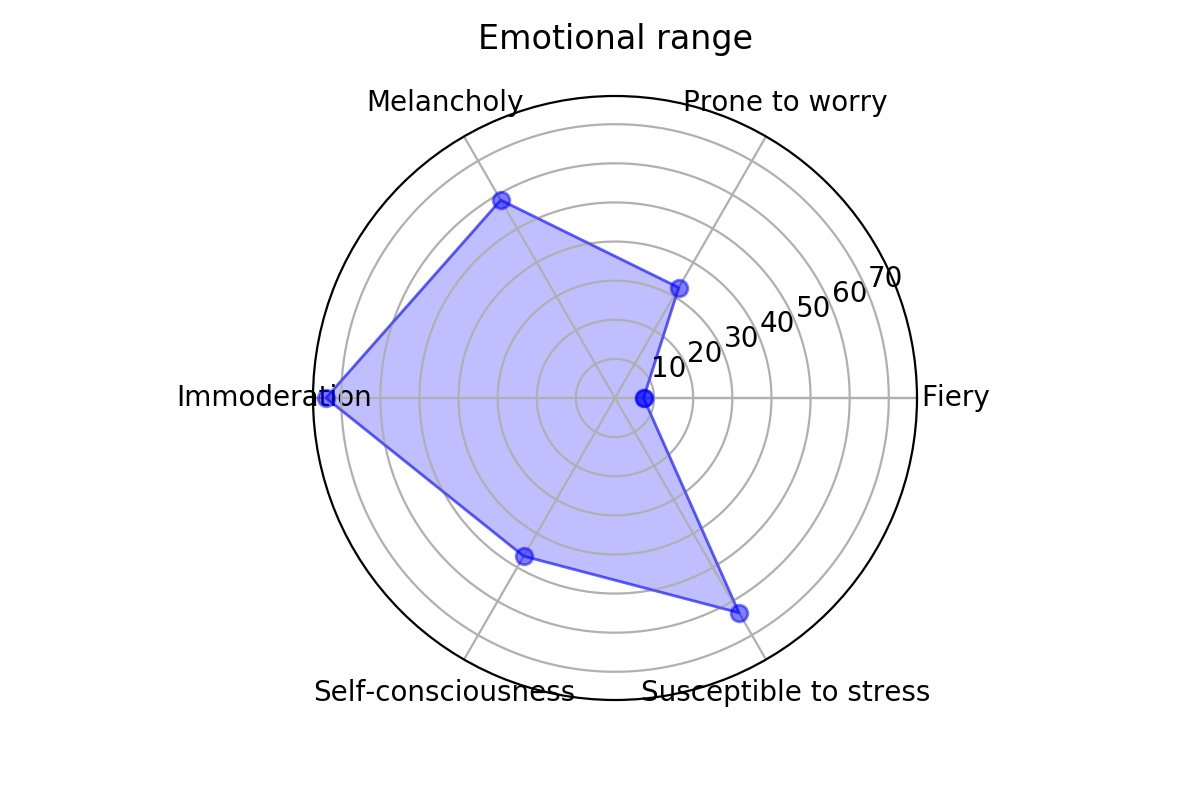 Emotional range
Melancholy
Prone to worry
70
60
50
40
30
20
10
Immoderation
Fiery
Self-consciousness
Susceptible to stress